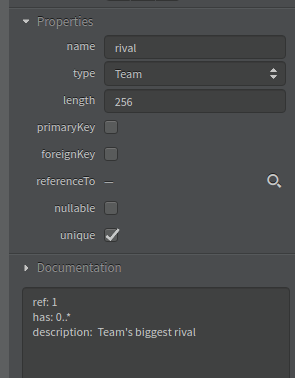 Properties
name rival
type Team
length 256
primaryKey
foreignKey
referenceTo —
nullable
unique
Documentation
ref: 1
has: 0..*
description:  Team's biggest rival